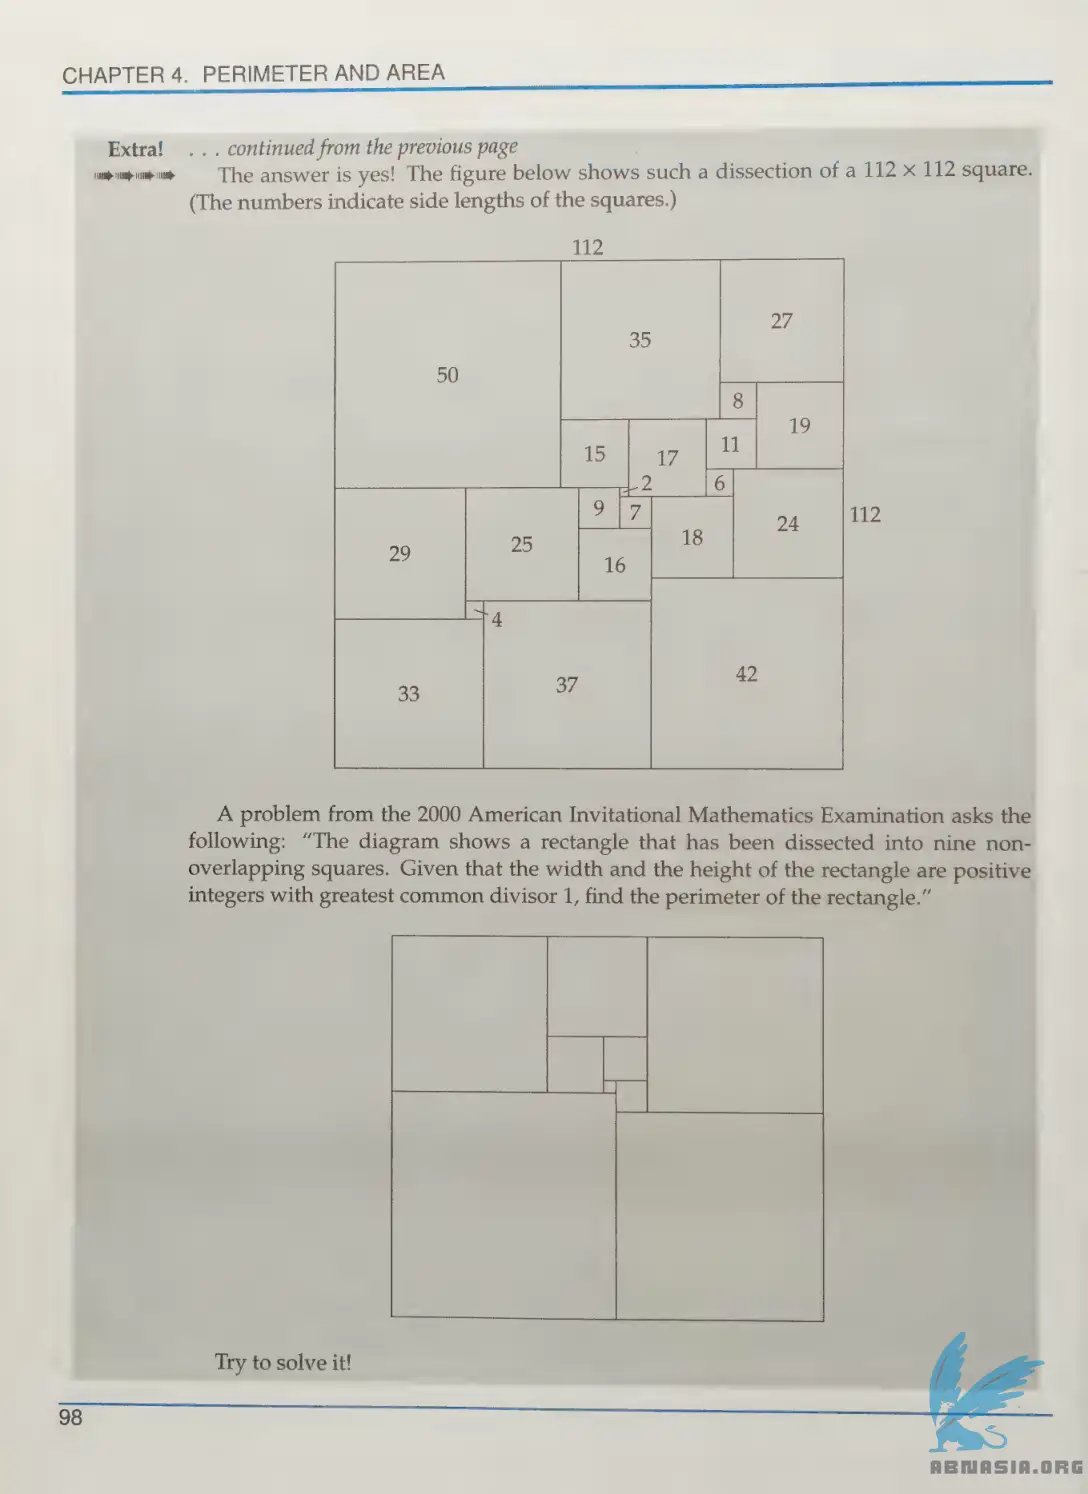 CHAPTER 4. PERIMETER AND AREA
Extra! . . . continued from the previous page
The answer is yes! The figure below shows such a dissection of a 112 x 112 square.
(The numbers indicate side lengths of the squares.)
112
27
35
50
8
19
11
15
17
2
6
9
7
24
112
18
25
29
16
4
42
37
33
A problem from the 2000 American Invitational Mathematics Examination asks the
following: "The diagram shows a rectangle that has been dissected into nine non-
overlapping squares. Given that the width and the height of the rectangle are positive
integers with greatest common divisor 1, find the perimeter of the rectangle."
Try to solve it!
98
ABNASIA.ORG